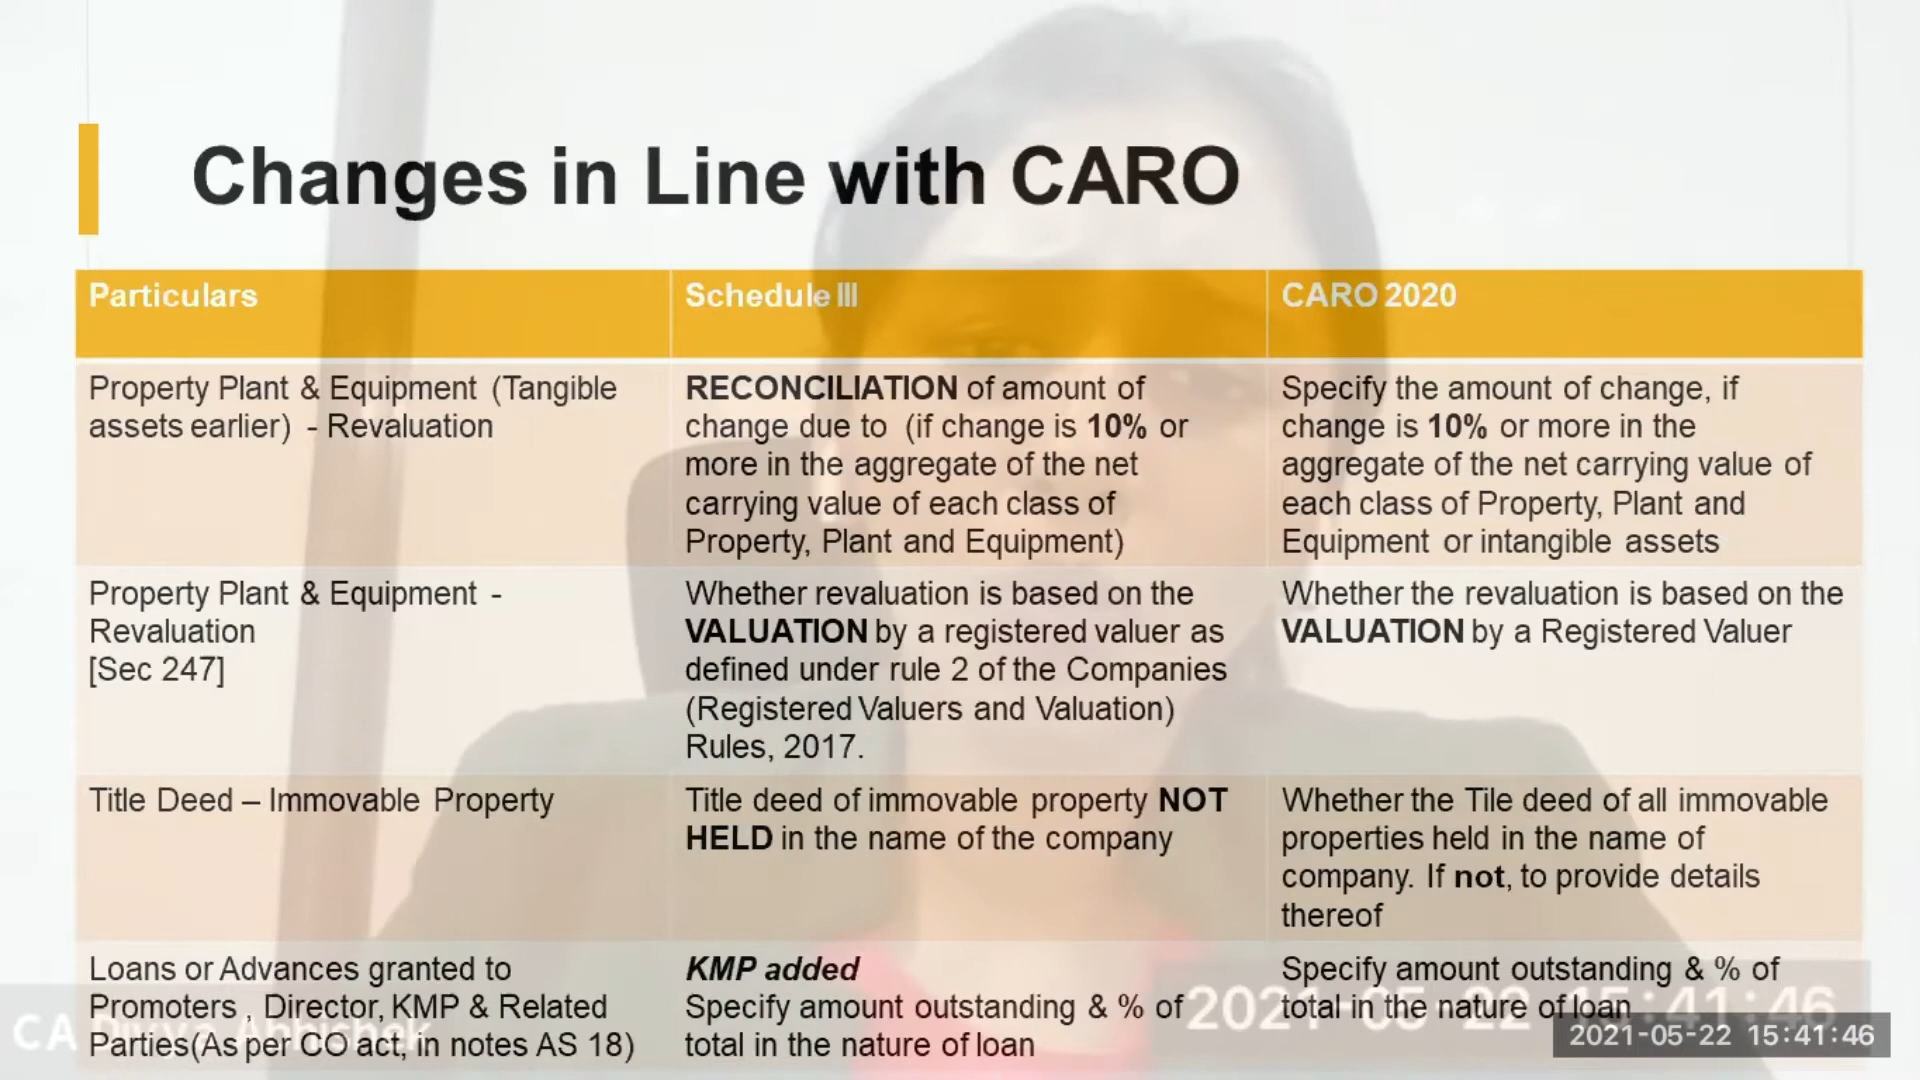 Changes in Line with CARO
Particulars
Schedule III
CARO 2020
Property Plant & Equipment (Tangible
assets earlier) - Revaluation
RECONCILIATION of amount of
change due to (if change is 10% or
more in the aggregate of the net
carrying value of each class of
Property, Plant and Equipment)
Specify the amount of change, if
change is 10% or more in the
aggregate of the net carrying value of
each class of Property, Plant and
Equipment or intangible assets
Property Plant & Equipment -
Revaluation
[Sec 247]
Whether revaluation is based on the
VALUATION by a registered valuer as
defined under rule 2 of the Companies
(Registered Valuers and Valuation)
Rules, 2017.
Whether the revaluation is based on the
VALUATION by a Registered Valuer
Title Deed – Immovable Property
Title deed of immovable property NOT
HELD in the name of the company
Whether the Tile deed of all immovable
properties held in the name of
company. If not, to provide details
thereof
Loans or Advances granted to
Promoters , Director, KMP & Related
Parties(As per CO act, in notes AS 18)
KMP added
Specify amount outstanding & % of
total in the nature of loan
Specify amount outstanding & % of
total in the nature of loan
CA Divya Abhishek
2021-05-22 15:41:46
2021-05-22 15:41:46